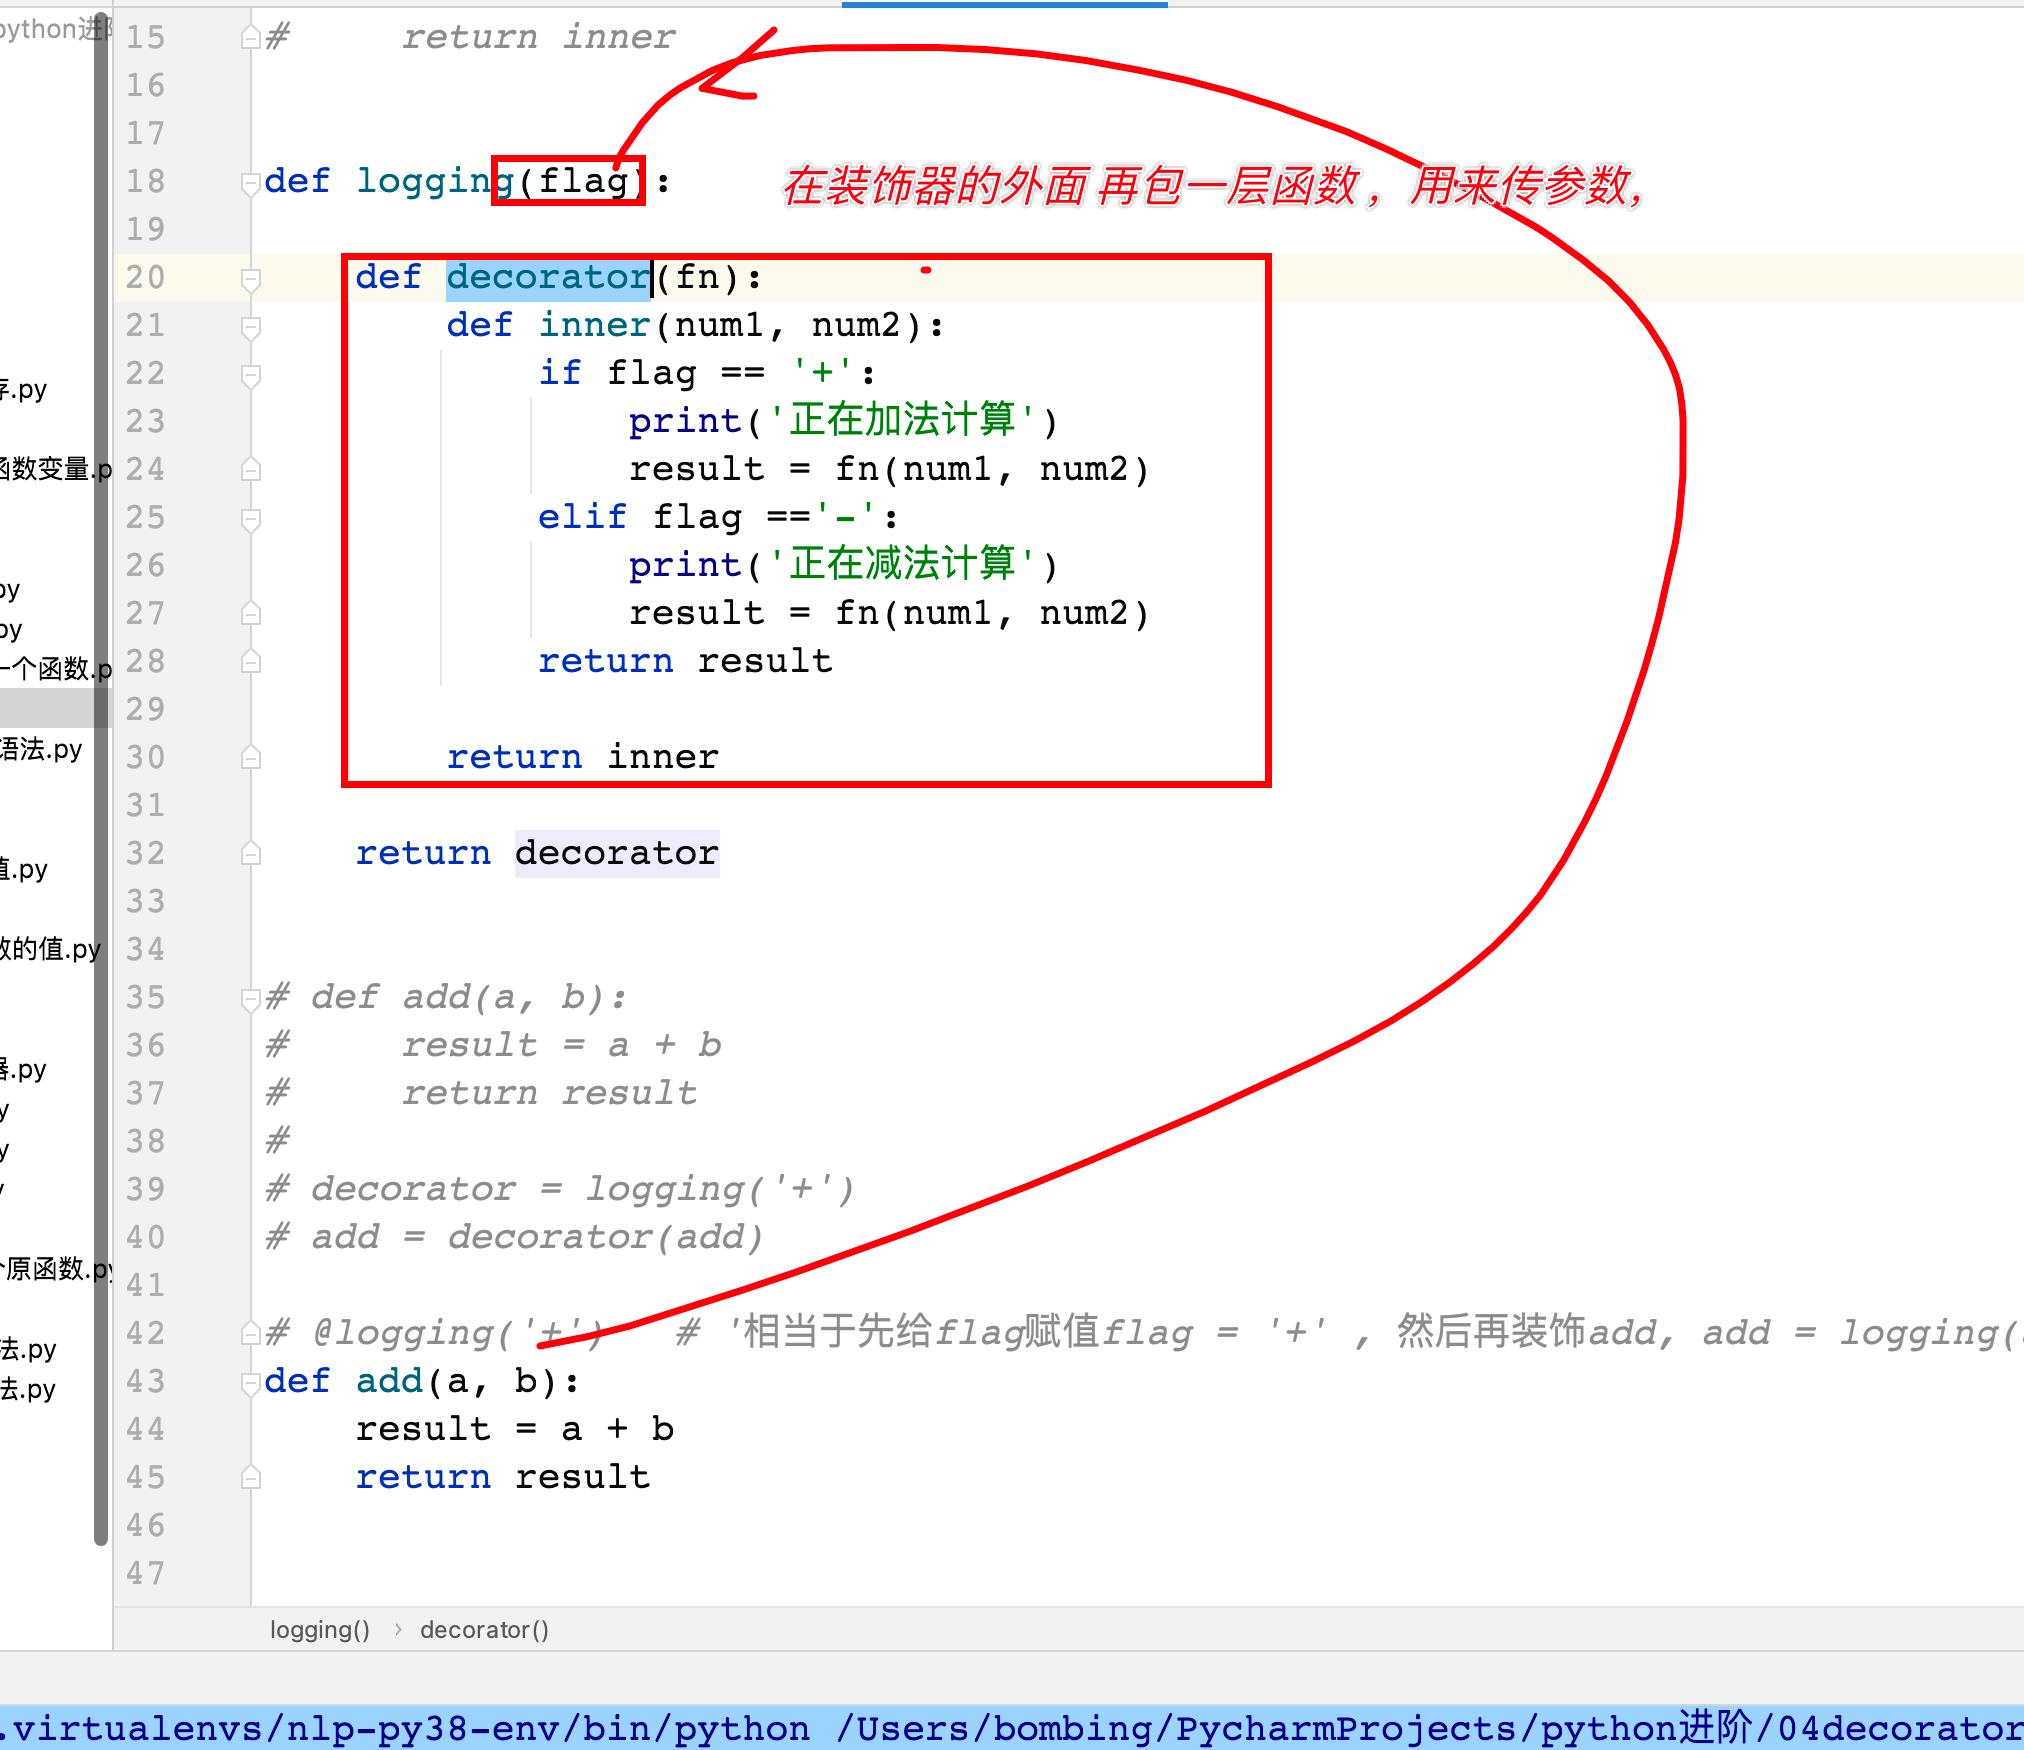 python进阶
15 #     return inner
16
17
18 def logging(flag):
在装饰器的外面 再包一层函数，用来传参数,
19
20     def decorator(fn):
21         def inner(num1, num2):
22             if flag == '+':
23                 print('正在加法计算')
24                 result = fn(num1, num2)
25             elif flag =='-':
26                 print('正在减法计算')
27                 result = fn(num1, num2)
28             return result
29
30         return inner
31
32     return decorator
33
34
35 # def add(a, b):
36 #     result = a + b
37 #     return result
38 #
39 # decorator = logging('+')
40 # add = decorator(add)
41
42 # @logging('+')   # '相当于先给flag赋值flag = '+' , 然后再装饰add, add = logging(
43 def add(a, b):
44     result = a + b
45     return result
46
47
存.py
函数变量.p
py
py
一个函数.p
语法.py
值.py
数的值.py
器.py
y
y
个原函数.py
法.py
法.py
logging() › decorator()
.virtualenvs/nlp-py38-env/bin/python /Users/bombing/PycharmProjects/python进阶/04decorator